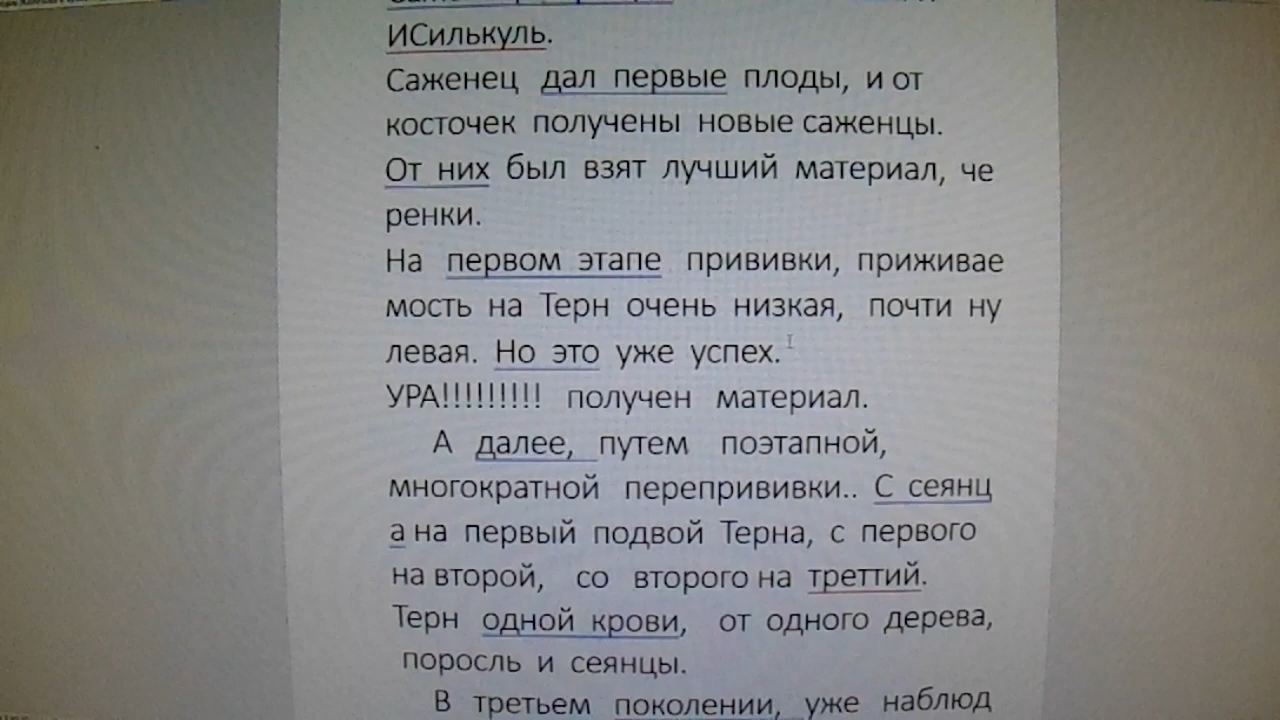 ИСилькуль.
Саженец дал первые плоды, и от
косточек получены новые саженцы.
От них был взят лучший материал, че
ренки.
На первом этапе прививки, приживае
мость на Терн очень низкая, почти ну
левая. Но это уже успех.
УРА!!!!!!!!! получен материал.
А далее, путем поэтапной,
многократной перепрививки.. С сеянц
а на первый подвой Терна, с первого
на второй, со второго на треттий.
Терн одной крови, от одного дерева,
поросль и сеянцы.
В третьем поколении, уже наблюд